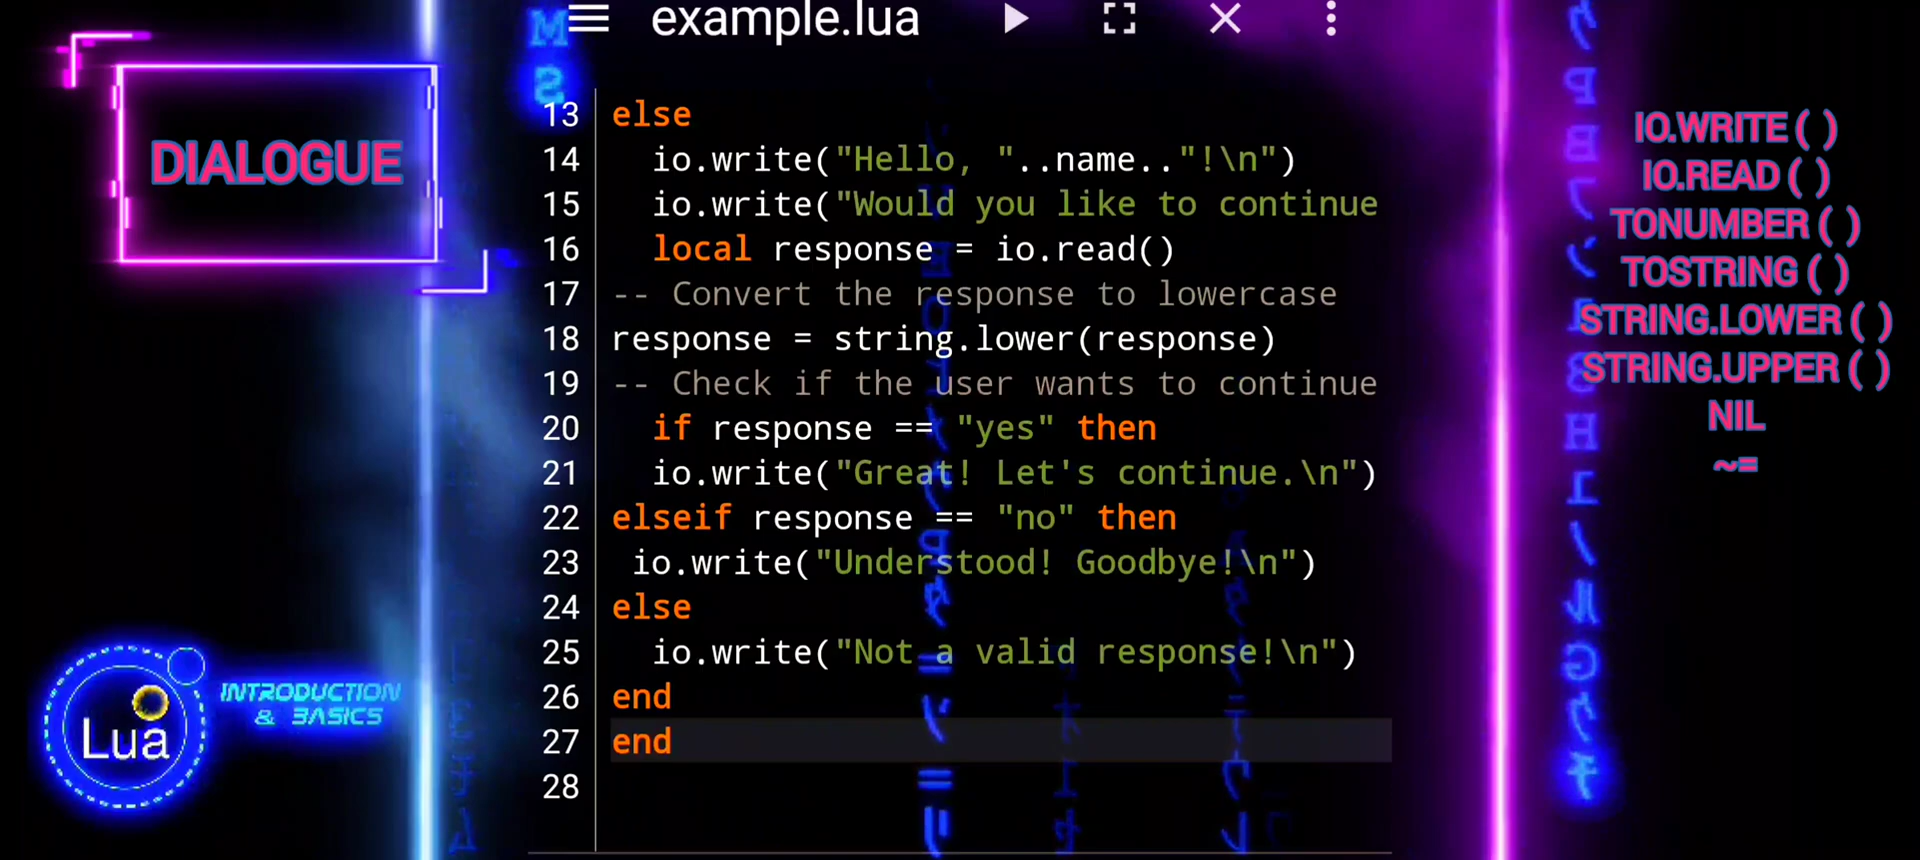 DIALOGUE
example.lua
13 else
14 io.write("Hello, "..name.."!\n")
15 io.write("Would you like to continue
16 local response = io.read()
17 -- Convert the response to lowercase
18 response = string.lower(response)
19 -- Check if the user wants to continue
20 if response == "yes" then
21 io.write("Great! Let's continue.\n")
22 elseif response == "no" then
23 io.write("Understood! Goodbye!\n")
24 else
25 io.write("Not a valid response!\n")
26 end
27 end
28
IO.WRITE ( )
IO.READ ( )
TONUMBER ( )
TOSTRING ( )
STRING.LOWER ( )
STRING.UPPER ( )
NIL
~=
Lua
INTRODUCTION
& BASICS